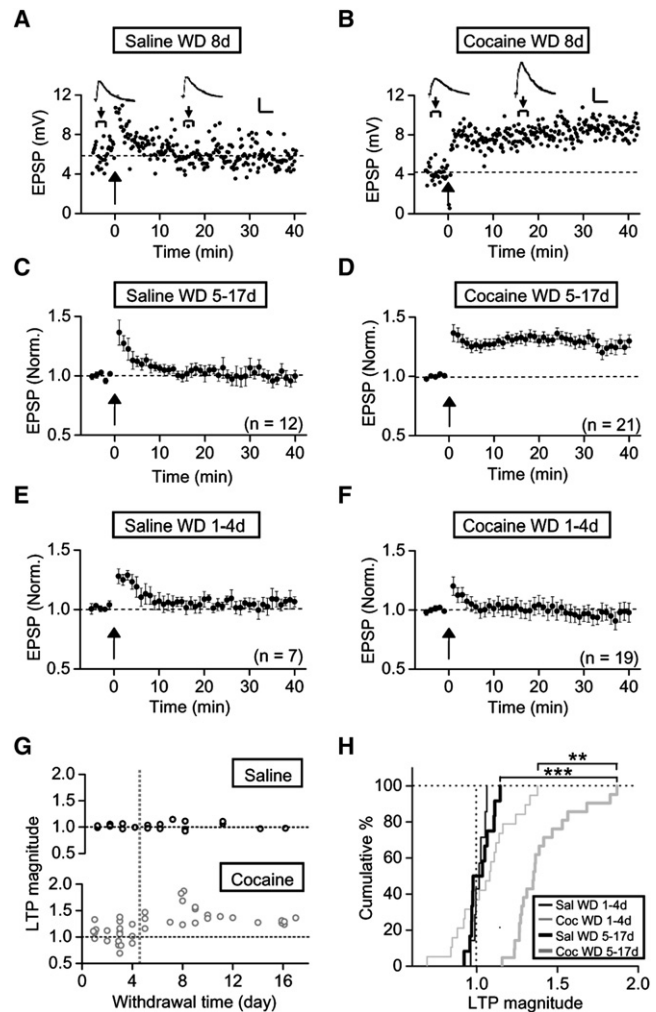 A
Saline WD 8d
12
8
4
0
EPSP (mV)
0 10 20 30 40
Time (min)
B
Cocaine WD 8d
12
8
4
0
EPSP (mV)
0 10 20 30 40
Time (min)
C
Saline WD 5-17d
1.5
1.0
0.5
EPSP (Norm.)
(n = 12)
0 10 20 30 40
Time (min)
D
Cocaine WD 5-17d
1.5
1.0
0.5
EPSP (Norm.)
(n = 21)
0 10 20 30 40
Time (min)
E
Saline WD 1-4d
1.5
1.0
0.5
EPSP (Norm.)
(n = 7)
0 10 20 30 40
Time (min)
F
Cocaine WD 1-4d
1.5
1.0
0.5
EPSP (Norm.)
(n = 19)
0 10 20 30 40
Time (min)
G
Saline
2.0
1.5
1.0
0.5
Cocaine
2.0
1.5
1.0
0.5
LTP magnitude
0 4 8 12 16
Withdrawal time (day)
H
**
***
100
80
60
40
20
0
Cumulative %
Sal WD 1-4d
Coc WD 1-4d
Sal WD 5-17d
Coc WD 5-17d
1.0 1.5 2.0
LTP magnitude